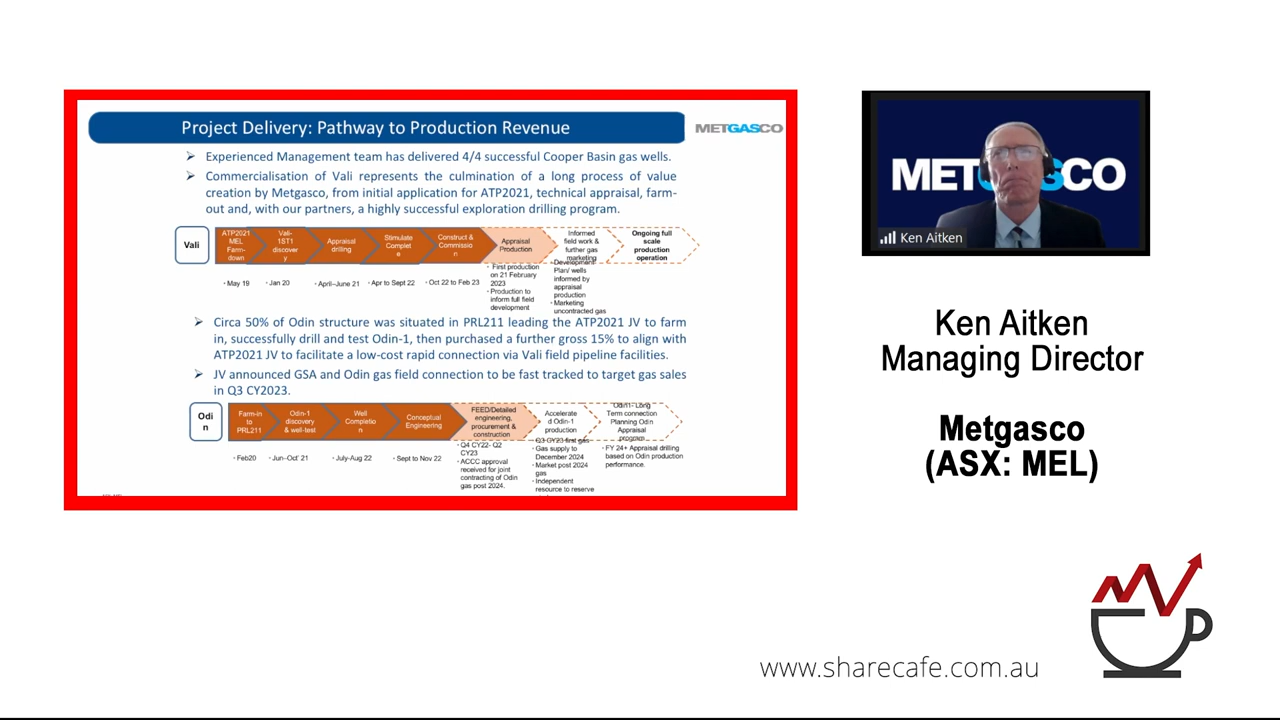 Project Delivery: Pathway to Production Revenue
METGASCO
➢ Experienced Management team has delivered 4/4 successful Cooper Basin gas wells.
➢ Commercialisation of Vali represents the culmination of a long process of value
creation by Metgasco, from initial application for ATP2021, technical appraisal, farm-
out and, with our partners, a highly successful exploration drilling program.
Vali
ATP2021
MEL
Farm-
down
Vali-
1ST1
discover
y
Appraisal
drilling
Stimulate
Complet
e
Construct &
Commissio
n
Appraisal
Production
Informed
field work &
further gas
marketing
Ongoing full
scale
production
operation
• May 19
• Jan 20
• April–June 21
• Apr to Sept 22
• Oct 22 to Feb 23
• First production
on 21 February
2023
• Production to
inform full field
development
• Development
Plan/ wells
informed by
appraisal
production
• Marketing
uncontracted gas
➢ Circa 50% of Odin structure was situated in PRL211 leading the ATP2021 JV to farm
in, successfully drill and test Odin-1, then purchased a further gross 15% to align with
ATP2021 JV to facilitate a low-cost rapid connection via Vali field pipeline facilities.
➢ JV announced GSA and Odin gas field connection to be fast tracked to target gas sales
in Q3 CY2023.
Odi
n
Farm-in
to
PRL211
Odin-1
discovery
& well-test
Well
Completio
n
Conceptual
Engineering
FEED/Detailed
engineering,
procurement &
construction
Accelerate
d Odin-1
production
Odin1- Long
Term connection
Planning Odin
Appraisal
program
• Feb20
• Jun–Oct' 21
• July-Aug 22
• Sept to Nov 22
• Q4 CY22- Q2
CY23
• ACCC approval
received for joint
contracting of Odin
gas post 2024.
• Q3 CY23 first gas
• Gas supply to
December 2024
• Market post 2024
gas
• Independent
resource to reserve
• FY 24+ Appraisal drilling
based on Odin production
performance.
METGASCO
Ken Aitken
Ken Aitken
Managing Director
Metgasco
(ASX: MEL)
www.sharecafe.com.au